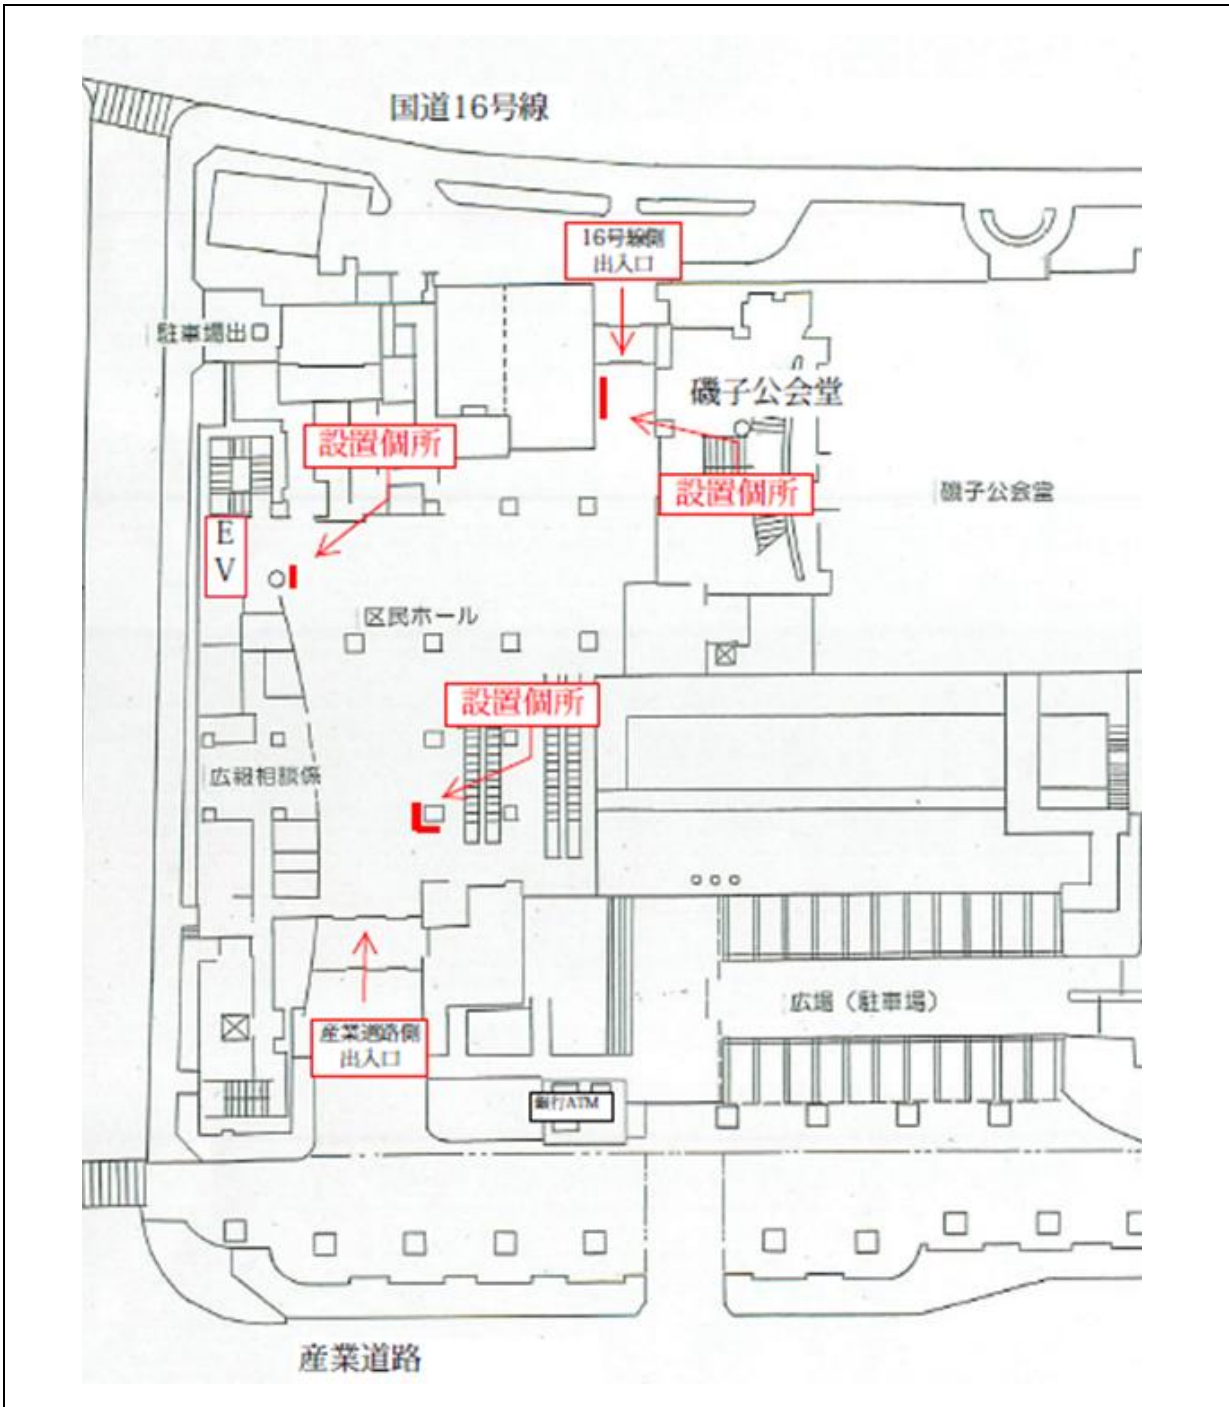 国道16号線
16号線側
出入口
駐車場出口
磯子公会堂
設置個所
設置個所
磯子公会堂
E
V
区民ホール
設置個所
広報相談係
広場（駐車場）
産業道路側
出入口
銀行ATM
産業道路